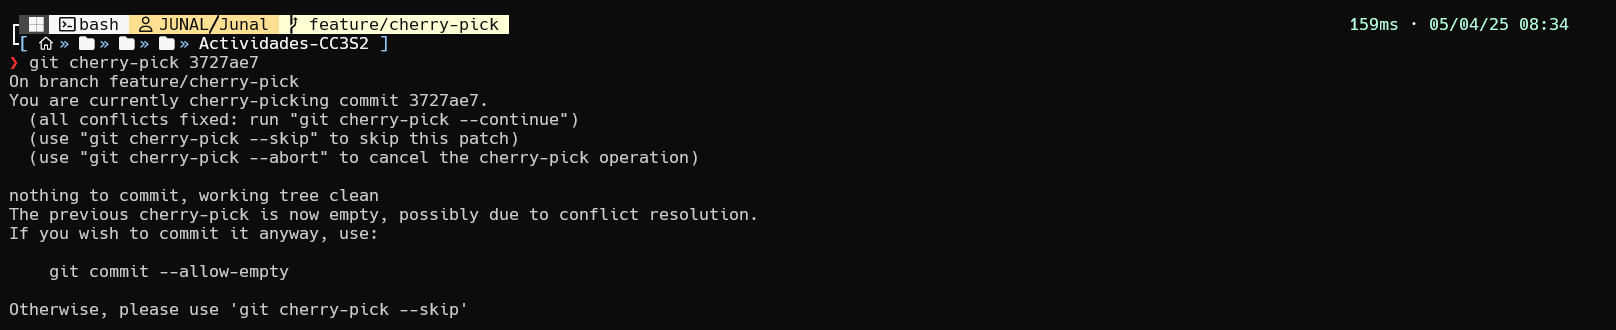 bash JUNAL/Junal feature/cherry-pick 159ms · 05/04/25 08:34
[ » » » » Actividades-CC3S2 ]
❯ git cherry-pick 3727ae7
On branch feature/cherry-pick
You are currently cherry-picking commit 3727ae7.
  (all conflicts fixed: run "git cherry-pick --continue")
  (use "git cherry-pick --skip" to skip this patch)
  (use "git cherry-pick --abort" to cancel the cherry-pick operation)
nothing to commit, working tree clean
The previous cherry-pick is now empty, possibly due to conflict resolution.
If you wish to commit it anyway, use:
    git commit --allow-empty
Otherwise, please use 'git cherry-pick --skip'